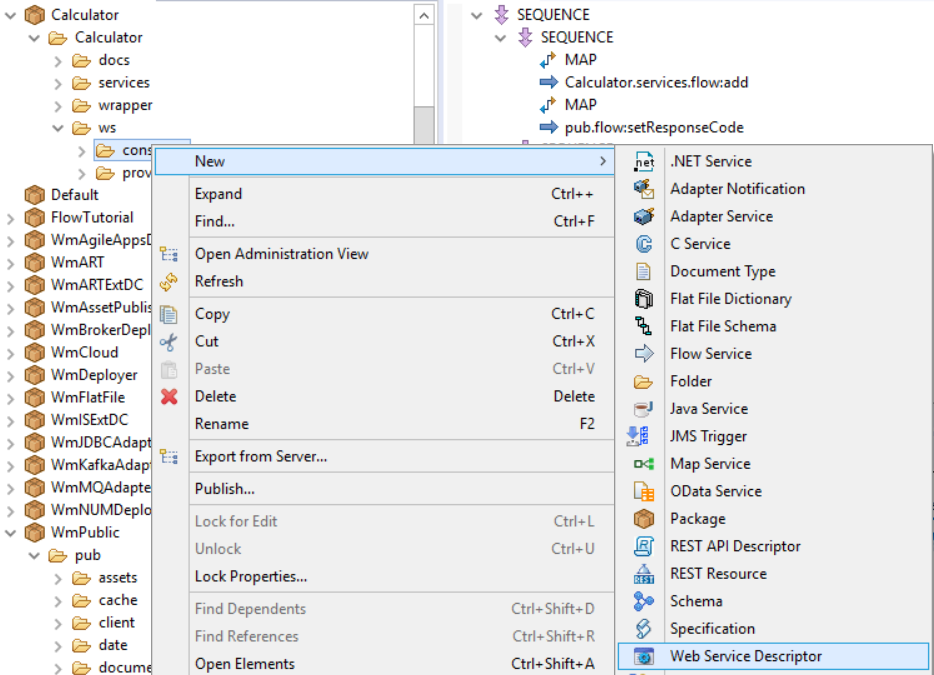 Calculator
Calculator
docs
services
wrapper
ws
cons
prov
Default
FlowTutorial
WmAgileAppsD
WmART
WmARTExtDC
WmAssetPublis
WmBrokerDepl
WmCloud
WmDeployer
WmFlatFile
WmISExtDC
WmJDBCAdapt
WmKafkaAdapt
WmMQAdapte
WmNUMDeplo
WmPublic
pub
assets
cache
client
date
docume
SEQUENCE
SEQUENCE
MAP
Calculator.services.flow:add
MAP
pub.flow:setResponseCode
New
Expand Ctrl++
Find... Ctrl+F
Open Administration View
Refresh
Copy Ctrl+C
Cut Ctrl+X
Paste Ctrl+V
Delete Delete
Rename F2
Export from Server...
Publish...
Lock for Edit Ctrl+L
Unlock Ctrl+U
Lock Properties...
Find Dependents Ctrl+Shift+D
Find References Ctrl+Shift+R
Open Elements Ctrl+Shift+A
.NET Service
Adapter Notification
Adapter Service
C Service
Document Type
Flat File Dictionary
Flat File Schema
Flow Service
Folder
Java Service
JMS Trigger
Map Service
OData Service
Package
REST API Descriptor
REST Resource
Schema
Specification
Web Service Descriptor